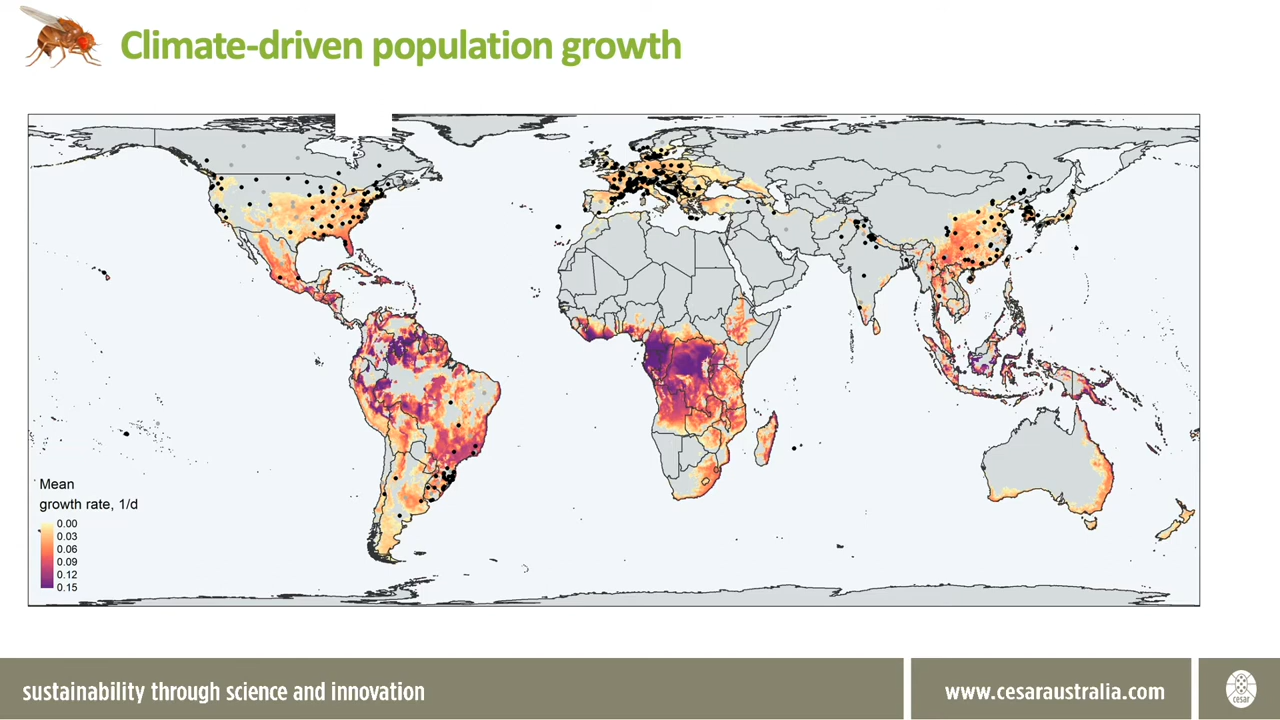 Climate-driven population growth
Mean
growth rate, 1/d
0.00
0.03
0.06
0.09
0.12
0.15
sustainability through science and innovation
www.cesaraustralia.com
cesar